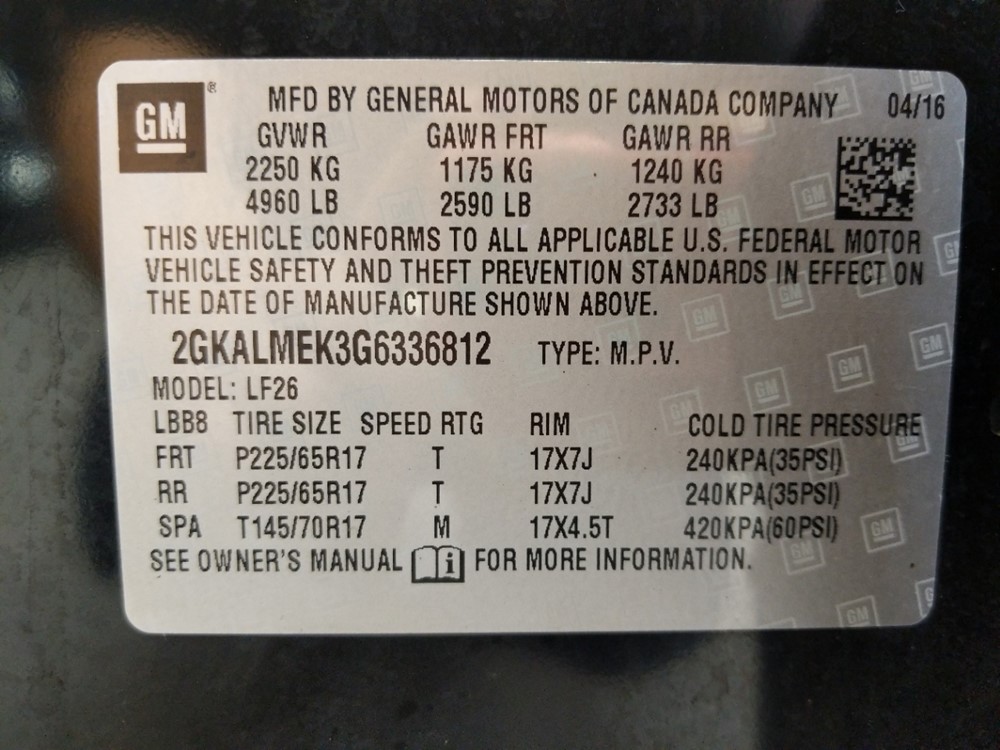 GM ® MFD BY GENERAL MOTORS OF CANADA COMPANY 04/16
GVWR GAWR FRT GAWR RR
2250 KG 1175 KG 1240 KG
4960 LB 2590 LB 2733 LB
THIS VEHICLE CONFORMS TO ALL APPLICABLE U.S. FEDERAL MOTOR
VEHICLE SAFETY AND THEFT PREVENTION STANDARDS IN EFFECT ON
THE DATE OF MANUFACTURE SHOWN ABOVE.
2GKALMEK3G6336812 TYPE: M.P.V.
MODEL: LF26
LBB8 TIRE SIZE SPEED RTG RIM COLD TIRE PRESSURE
FRT P225/65R17 T 17X7J 240KPA(35PSI)
RR P225/65R17 T 17X7J 240KPA(35PSI)
SPA T145/70R17 M 17X4.5T 420KPA(60PSI)
SEE OWNER'S MANUAL i FOR MORE INFORMATION.